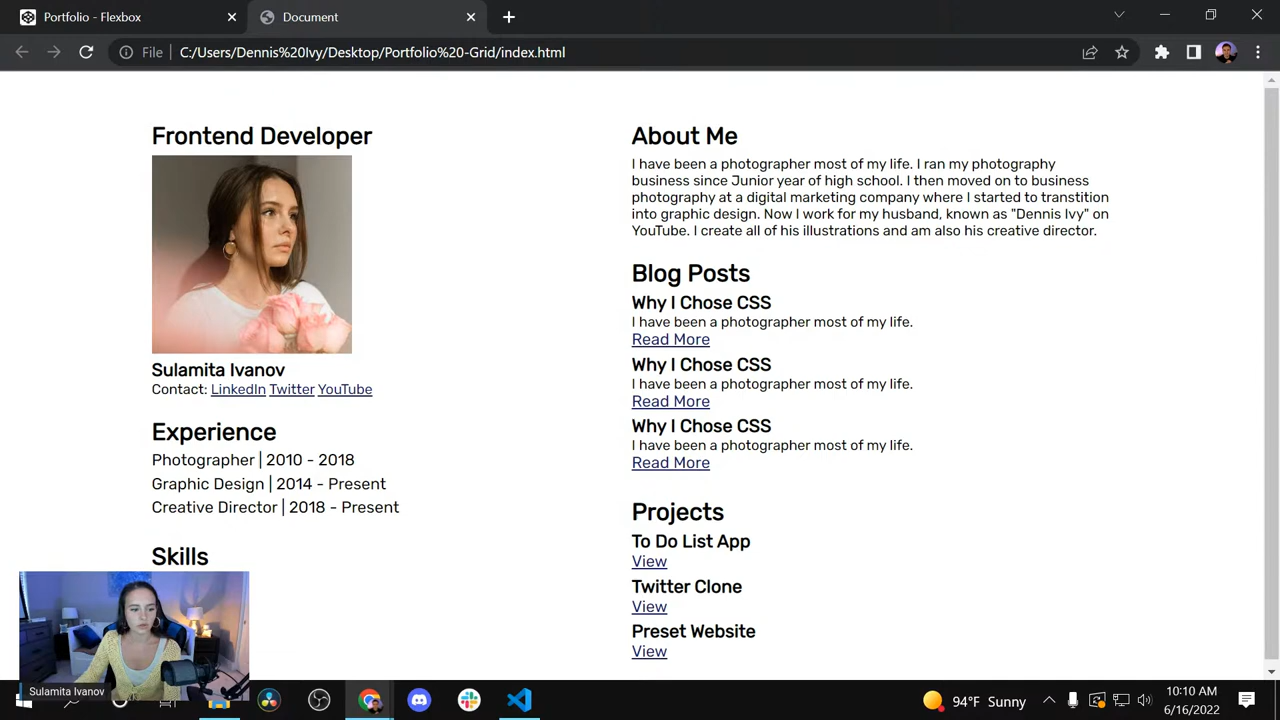 Portfolio - Flexbox
Document
File
C:/Users/Dennis%20Ivy/Desktop/Portfolio%20-Grid/index.html
Frontend Developer
Sulamita Ivanov
Contact: LinkedIn Twitter YouTube
Experience
Photographer | 2010 - 2018
Graphic Design | 2014 - Present
Creative Director | 2018 - Present
Skills
About Me
I have been a photographer most of my life. I ran my photography
business since Junior year of high school. I then moved on to business
photography at a digital marketing company where I started to transtition
into graphic design. Now I work for my husband, known as "Dennis Ivy" on
YouTube. I create all of his illustrations and am also his creative director.
Blog Posts
Why I Chose CSS
I have been a photographer most of my life.
Read More
Why I Chose CSS
I have been a photographer most of my life.
Read More
Why I Chose CSS
I have been a photographer most of my life.
Read More
Projects
To Do List App
View
Twitter Clone
View
Preset Website
View
Sulamita Ivanov
94°F Sunny
10:10 AM
6/16/2022